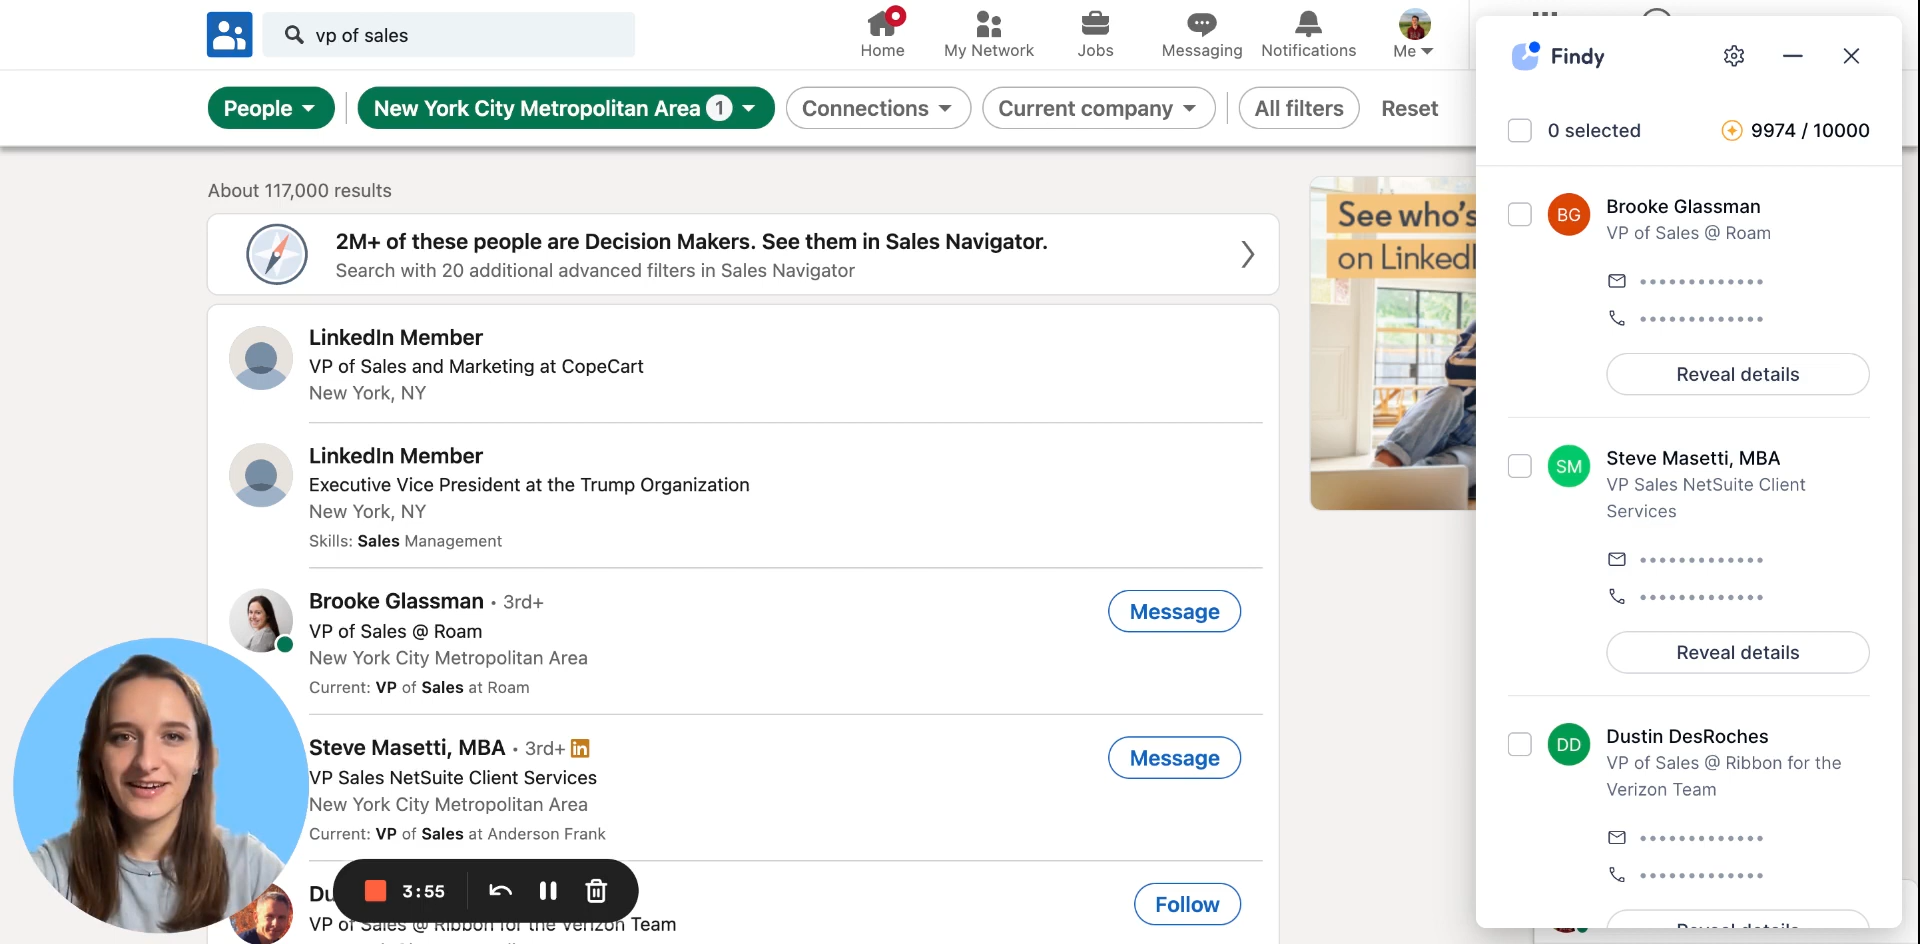 vp of sales
Home
My Network
Jobs
Messaging
Notifications
Me
People
New York City Metropolitan Area 1
Connections
Current company
All filters
Reset
About 117,000 results
2M+ of these people are Decision Makers. See them in Sales Navigator.
Search with 20 additional advanced filters in Sales Navigator
LinkedIn Member
VP of Sales and Marketing at CopeCart
New York, NY
LinkedIn Member
Executive Vice President at the Trump Organization
New York, NY
Skills: Sales Management
Brooke Glassman • 3rd+
VP of Sales @ Roam
New York City Metropolitan Area
Current: VP of Sales at Roam
Message
Steve Masetti, MBA • 3rd+ in
VP Sales NetSuite Client Services
New York City Metropolitan Area
Current: VP of Sales at Anderson Frank
Message
Du
VP of Sales @ Ribbon for the Verizon Team
Follow
3:55
See who's
on LinkedI
Findy
0 selected
9974 / 10000
BG
Brooke Glassman
VP of Sales @ Roam
Reveal details
SM
Steve Masetti, MBA
VP Sales NetSuite Client
Services
Reveal details
DD
Dustin DesRoches
VP of Sales @ Ribbon for the
Verizon Team
Reveal details